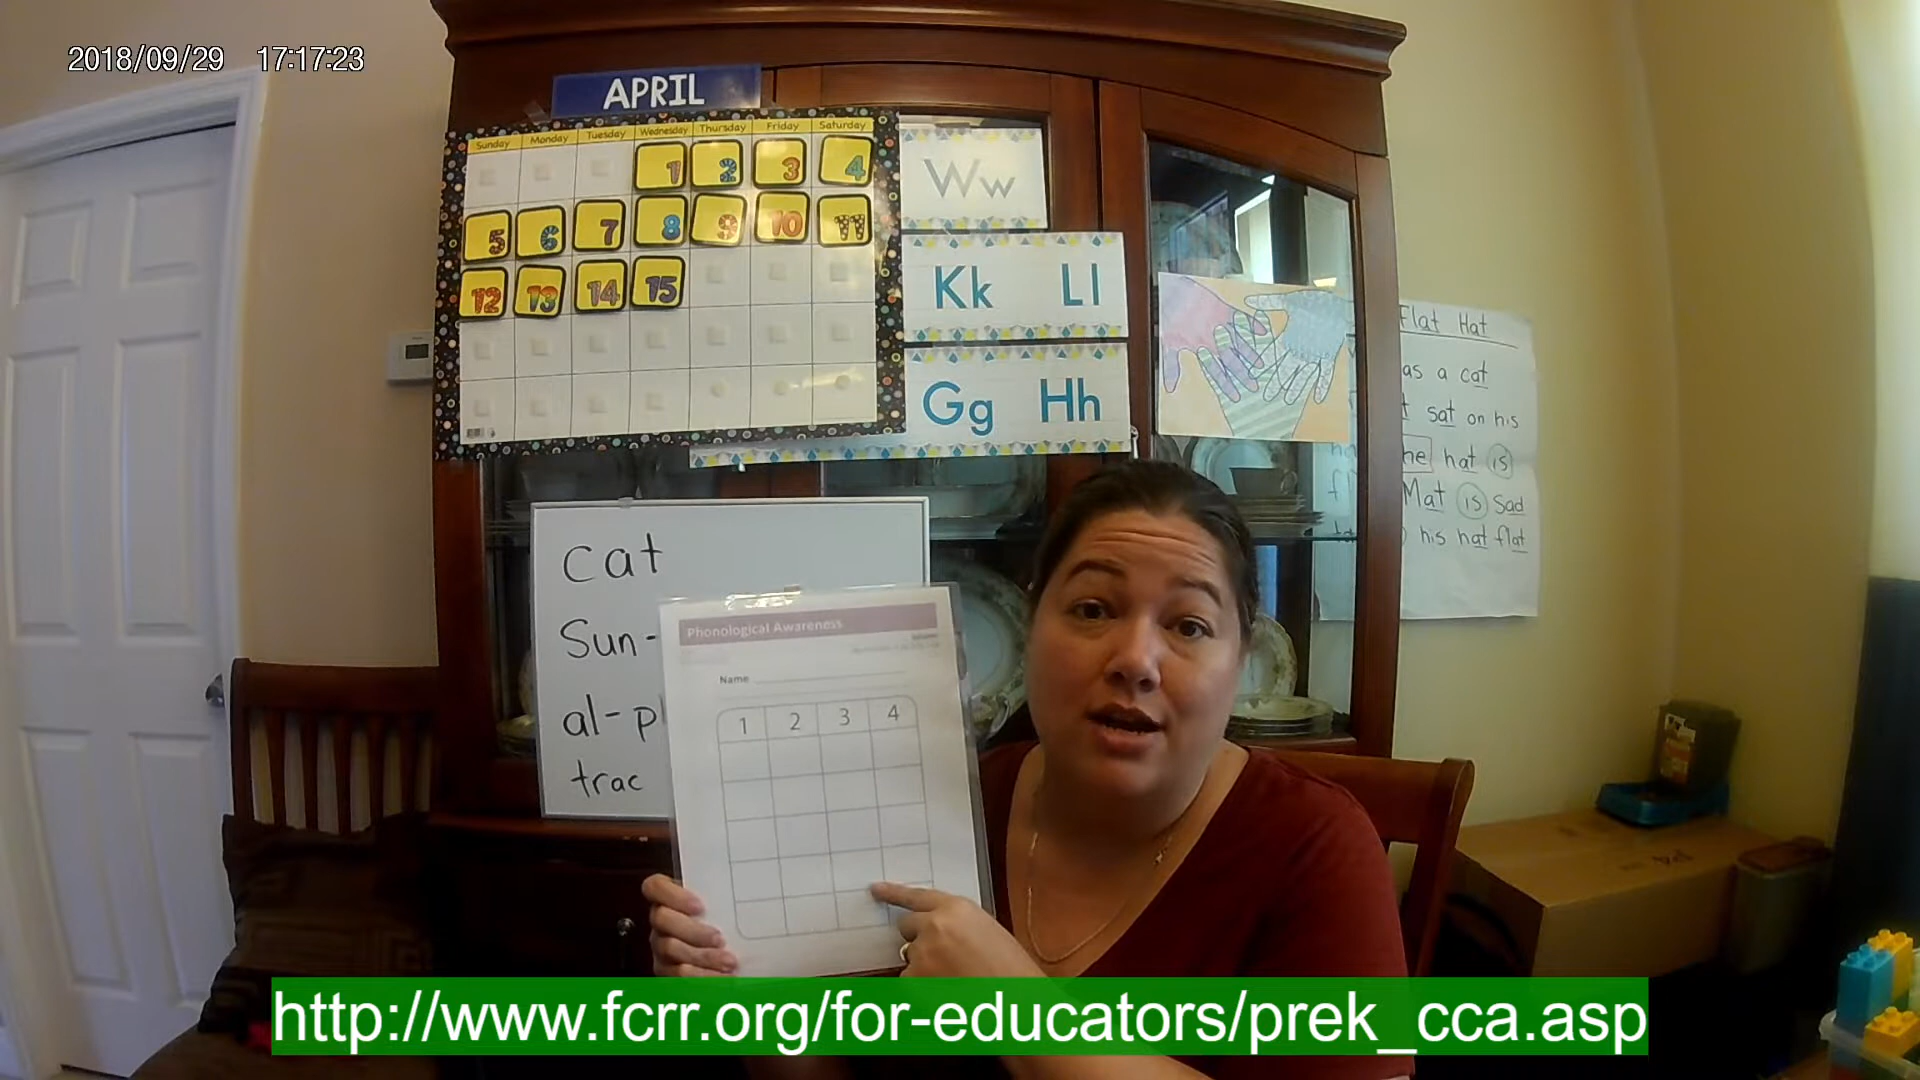 2018/09/29 17:17:23
APRIL
Sunday Monday Tuesday Wednesday Thursday Friday Saturday
1 2 3 4
5 6 7 8 9 10 11
12 13 14 15
Ww
Kk Ll
Gg Hh
Flat Hat
as a cat
t sat on his
he hat is
Mat is sad
his hat flat
cat
Sun-
al-p
trac
Phonological Awareness
Name
1 2 3 4
http://www.fcrr.org/for-educators/prek_cca.asp